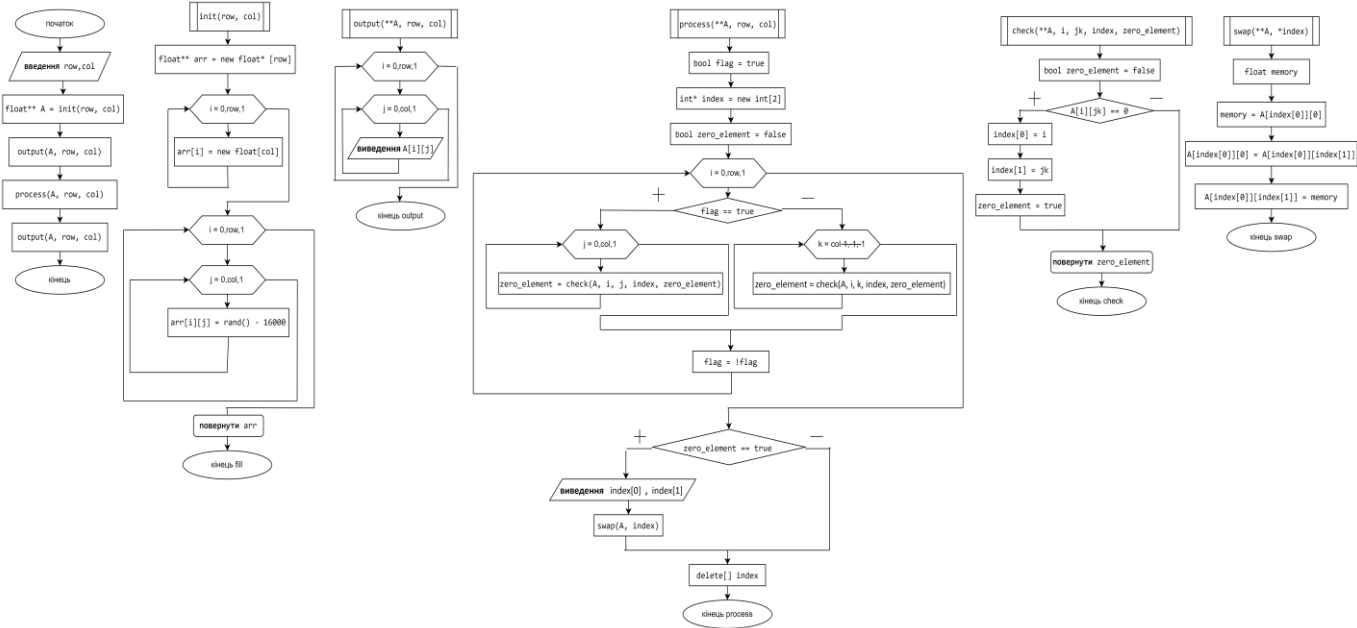 початок
введення row,col
float** A = init(row, col)
output(A, row, col)
process(A, row, col)
output(A, row, col)
кінець
init(row, col)
float** arr = new float* [row]
i = 0,row,1
arr[i] = new float[col]
i = 0,row,1
j = 0,col,1
arr[i][j] = rand() - 16000
повернути arr
кінець fill
output(**A, row, col)
i = 0,row,1
j = 0,col,1
виведення A[i][j]
кінець output
process(**A, row, col)
bool flag = true
int* index = new int[2]
bool zero_element = false
i = 0,row,1
+
−
flag == true
j = 0,col,1
zero_element = check(A, i, j, index, zero_element)
k = col-1,-1,-1
zero_element = check(A, i, k, index, zero_element)
flag = !flag
+
−
zero_element == true
виведення index[0] , index[1]
swap(A, index)
delete[] index
кінець process
check(**A, i, jk, index, zero_element)
bool zero_element = false
+
−
A[i][jk] == 0
index[0] = i
index[1] = jk
zero_element = true
повернути zero_element
кінець check
swap(**A, *index)
float memory
memory = A[index[0]][0]
A[index[0]][0] = A[index[0]][index[1]]
A[index[0]][index[1]] = memory
кінець swap